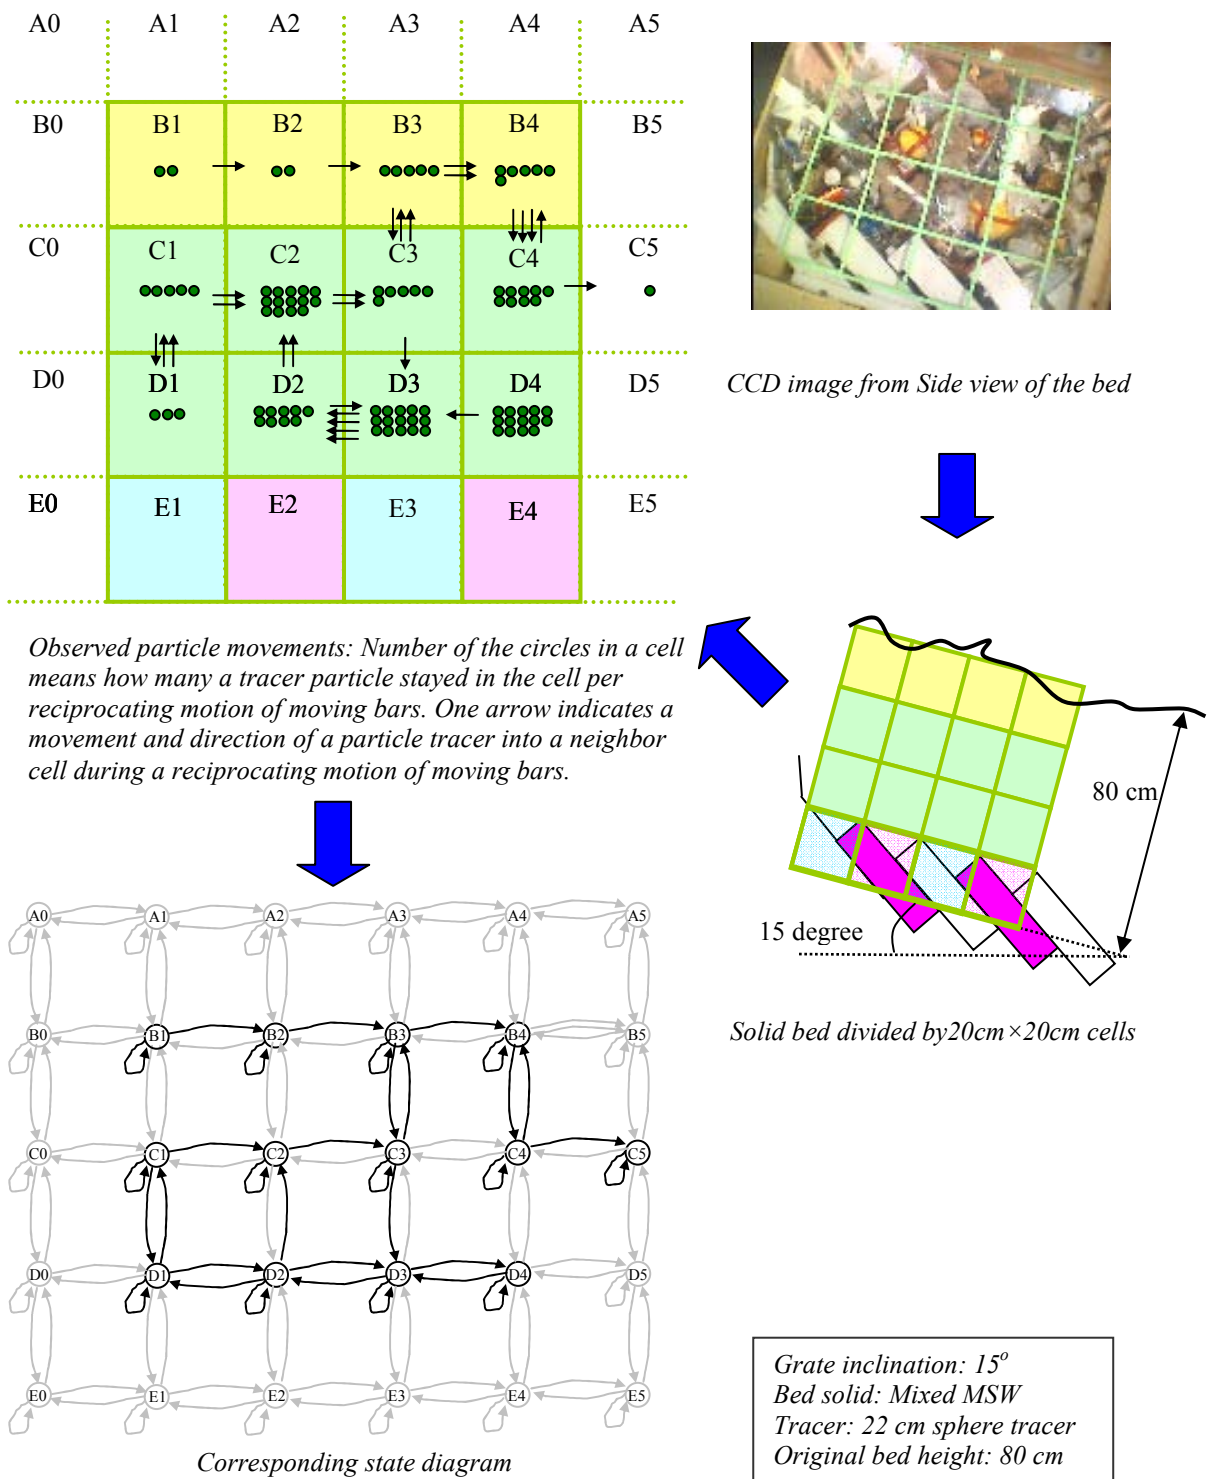 A0 A1 A2 A3 A4 A5
B0 B1 B2 B3 B4 B5
C0 C1 C2 C3 C4 C5
D0 D1 D2 D3 D4 D5
E0 E1 E2 E3 E4 E5
Observed particle movements: Number of the circles in a cell
means how many a tracer particle stayed in the cell per
reciprocating motion of moving bars. One arrow indicates a
movement and direction of a particle tracer into a neighbor
cell during a reciprocating motion of moving bars.
CCD image from Side view of the bed
80 cm
15 degree
Solid bed divided by20cm×20cm cells
A0 A1 A2 A3 A4 A5
B0 B1 B2 B3 B4 B5
C0 C1 C2 C3 C4 C5
D0 D1 D2 D3 D4 D5
E0 E1 E2 E3 E4 E5
Corresponding state diagram
Grate inclination: 15º
Bed solid: Mixed MSW
Tracer: 22 cm sphere tracer
Original bed height: 80 cm